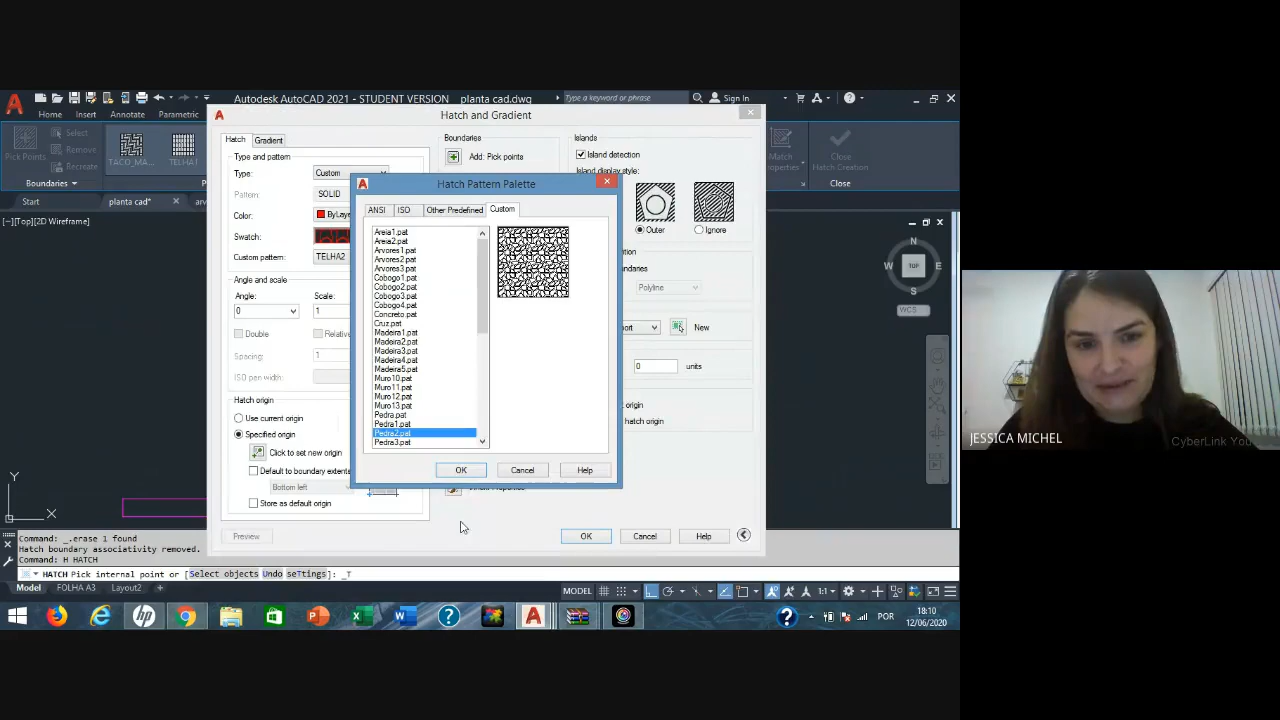 Autodesk AutoCAD 2021 - STUDENT VERSION planta cad.dwg
Type a keyword or phrase
Sign In
Home Insert Annotate Parametric
Hatch and Gradient
Pick Points
Select
Remove
Recreate
Boundaries
TACO_MA...
TELHA1
Match Properties
Close Hatch Creation
Close
Start
planta cad*
[−][Top][2D Wireframe]
Hatch
Gradient
Type and pattern
Type:
Custom
Pattern:
SOLID
Color:
Swatch:
Custom pattern:
TELHA2
Angle and scale
Angle:
Scale:
0
1
Double
Spacing:
1
ISO pen width:
Hatch origin
Use current origin
Specified origin
Click to set new origin
Default to boundary extents
Bottom left
Store as default origin
Preview
Boundaries
Add: Pick points
Islands
Island detection
Island display style:
Outer
Ignore
Polyline
New
0
units
OK
Cancel
Help
Hatch Pattern Palette
ANSI
ISO
Other Predefined
Custom
Areia1.pat
Areia2.pat
Arvores1.pat
Arvores2.pat
Arvores3.pat
Cobogo1.pat
Cobogo2.pat
Cobogo3.pat
Cobogo4.pat
Concreto.pat
Cruz.pat
Madeira1.pat
Madeira2.pat
Madeira3.pat
Madeira4.pat
Madeira5.pat
Muro10.pat
Muro11.pat
Muro12.pat
Muro13.pat
Pedra.pat
Pedra1.pat
Pedra2.pat
Pedra3.pat
OK
Cancel
Help
N
W
TOP
E
S
WCS
Y
X
Command: _.erase 1 found
Hatch boundary associativity removed.
Command: H HATCH
HATCH Pick internal point or [Select objects Undo seTtings]: _T
Model
FOLHA A3
Layout2
MODEL
1:1
POR
18:10
12/06/2020
JESSICA MICHEL
CyberLink You